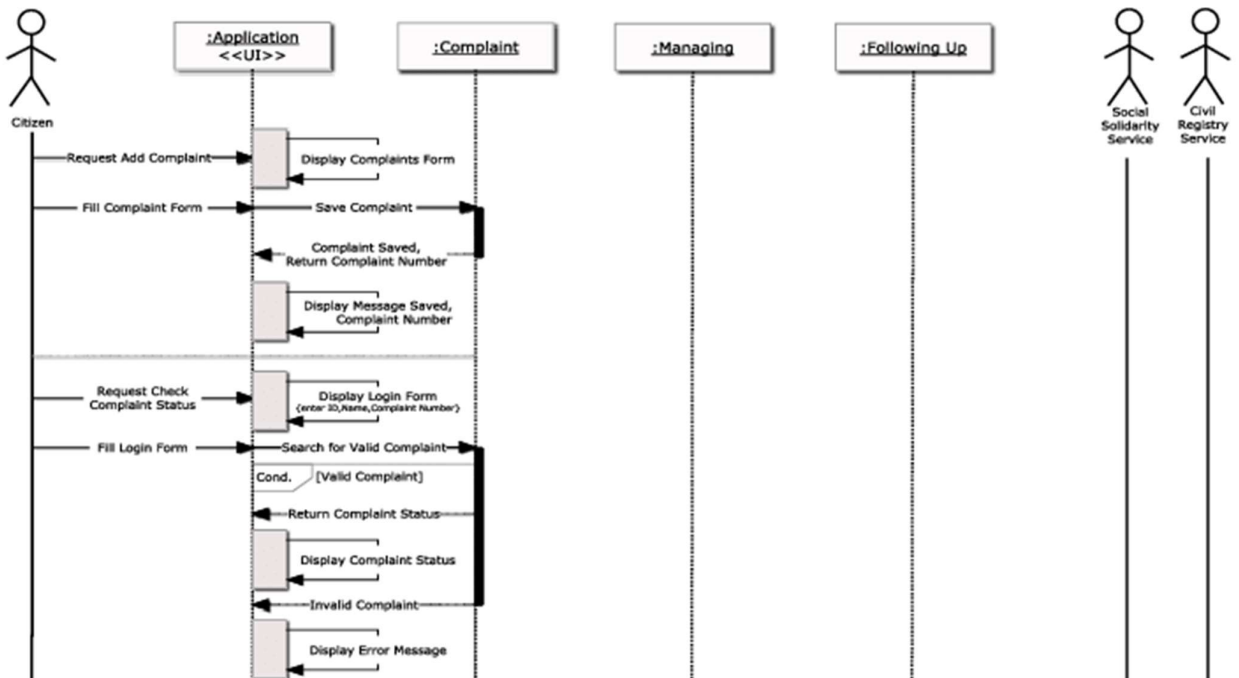 :Application
<<UI>>
:Complaint
:Managing
:Following Up
Citizen
Social
Solidarity
Service
Civil
Registry
Service
Request Add Complaint
Display Complaints Form
Fill Complaint Form
Save Complaint
Complaint Saved,
Return Complaint Number
Display Message Saved,
Complaint Number
Request Check
Complaint Status
Display Login Form
{enter ID,Name,Complaint Number}
Fill Login Form
Search for Valid Complaint
Cond.
[Valid Complaint]
Return Complaint Status
Display Complaint Status
Invalid Complaint
Display Error Message